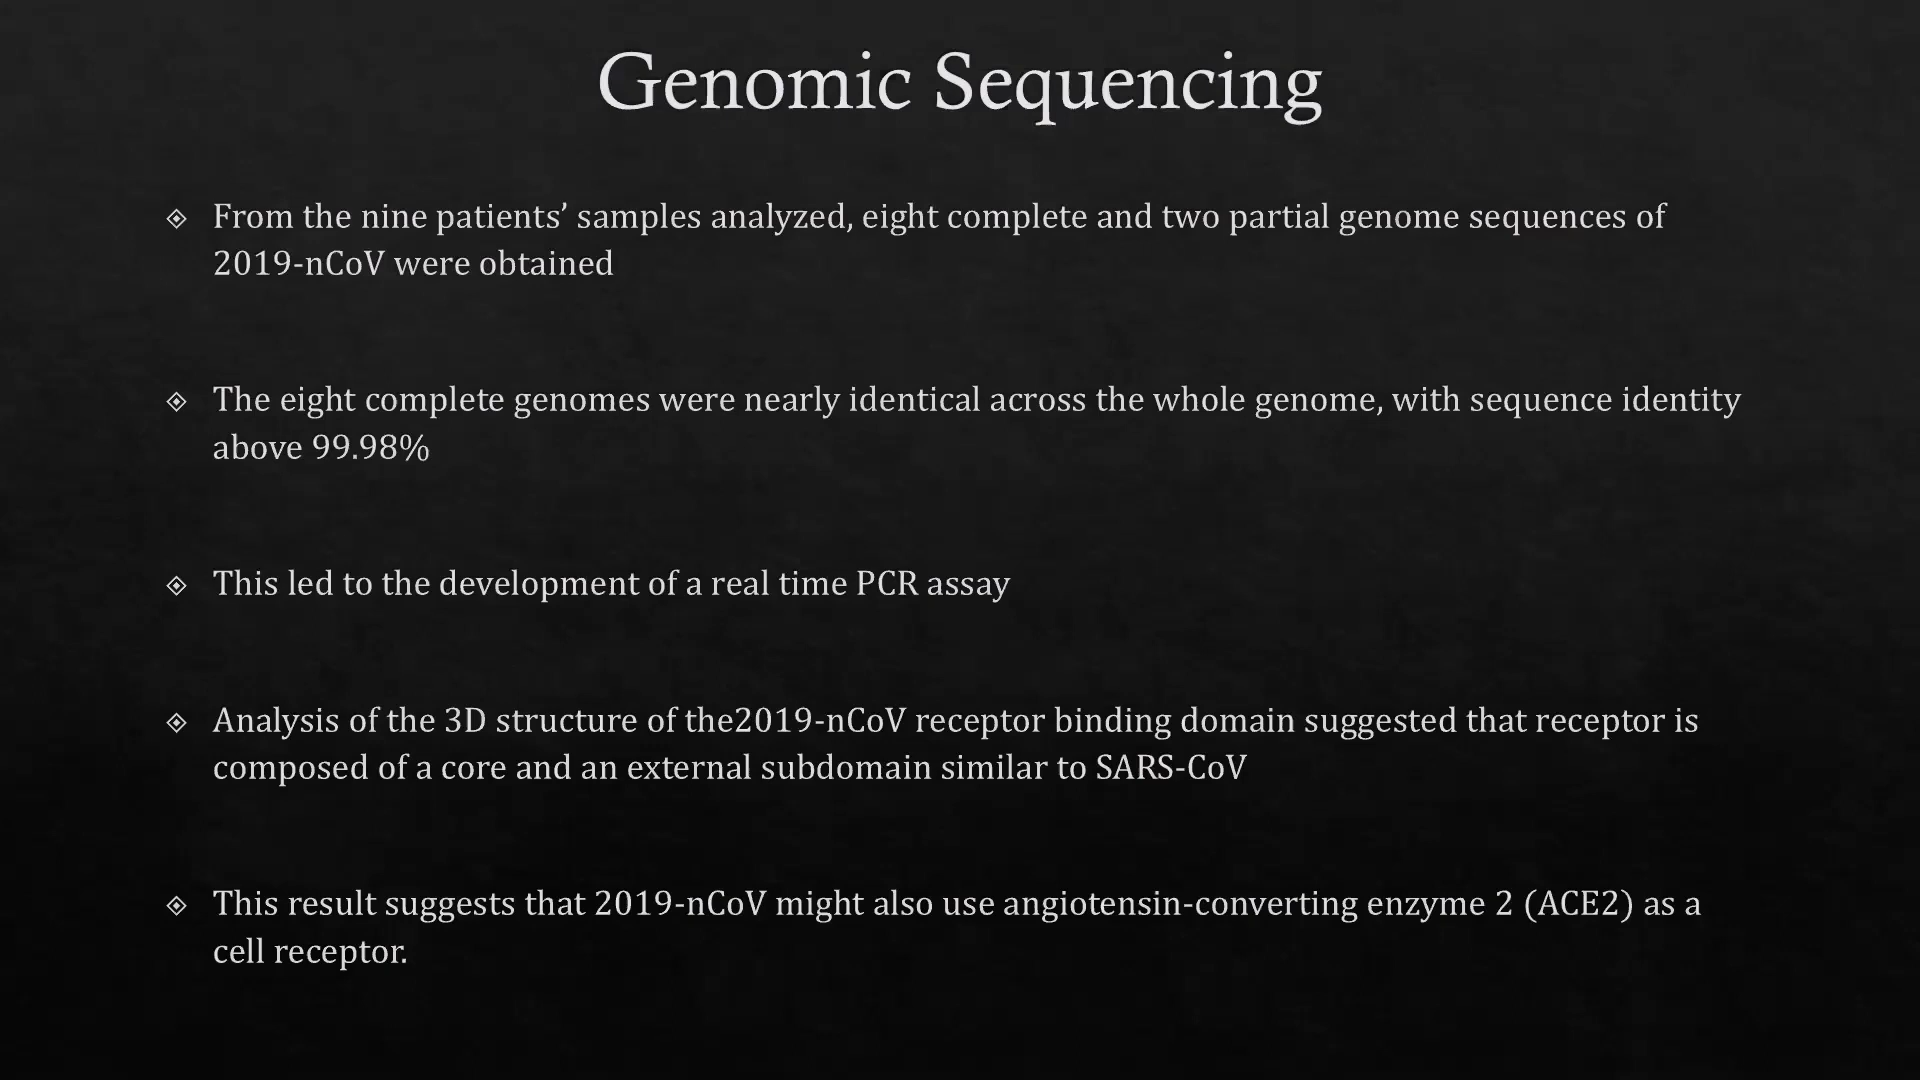 Genomic Sequencing
From the nine patients’ samples analyzed, eight complete and two partial genome sequences of
2019-nCoV were obtained
The eight complete genomes were nearly identical across the whole genome, with sequence identity
above 99.98%
This led to the development of a real time PCR assay
Analysis of the 3D structure of the2019-nCoV receptor binding domain suggested that receptor is
composed of a core and an external subdomain similar to SARS-CoV
This result suggests that 2019-nCoV might also use angiotensin-converting enzyme 2 (ACE2) as a
cell receptor.